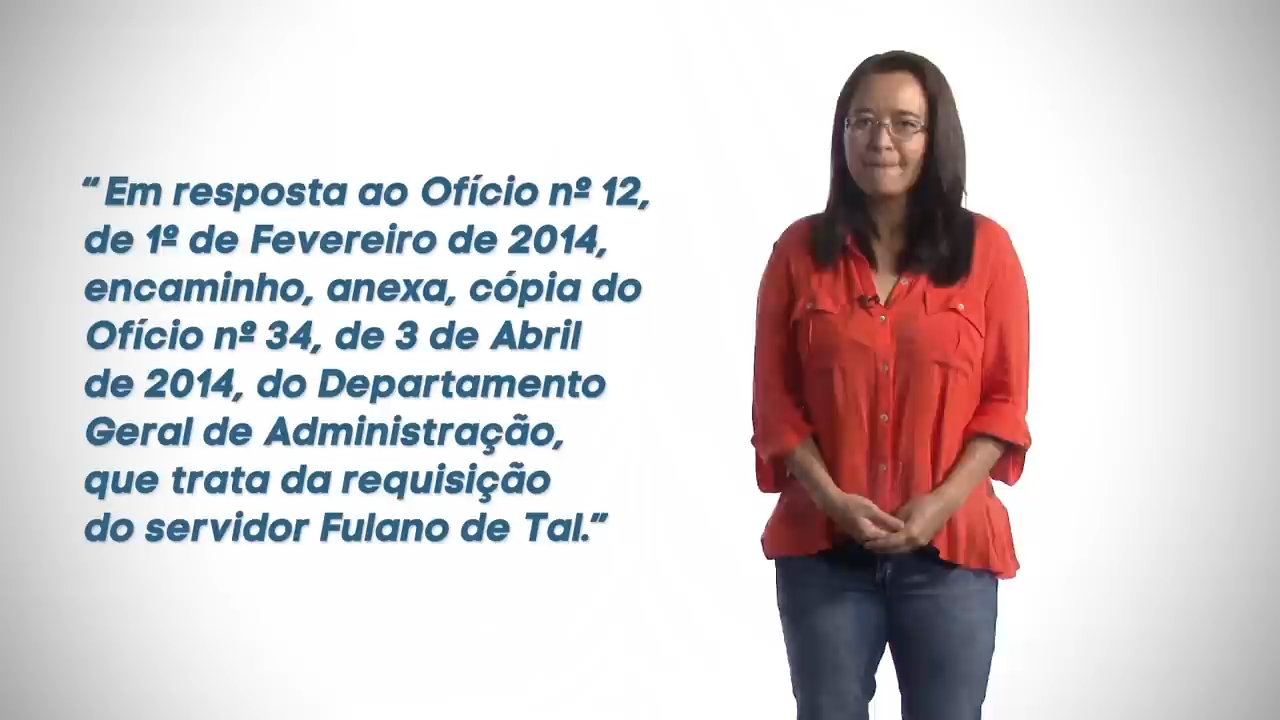 “Em resposta ao Ofício nº 12,
de 1º de Fevereiro de 2014,
encaminho, anexa, cópia do
Ofício nº 34, de 3 de Abril
de 2014, do Departamento
Geral de Administração,
que trata da requisição
do servidor Fulano de Tal.”